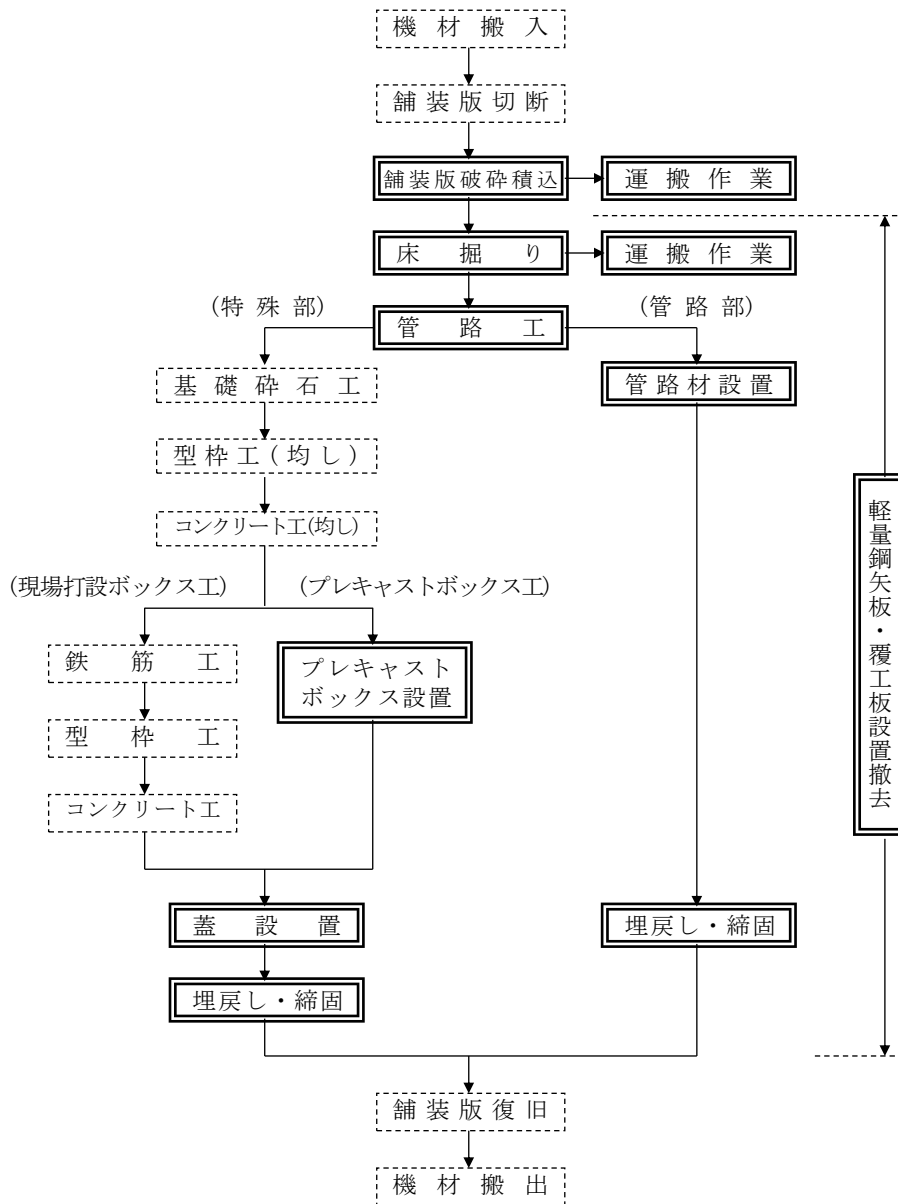 機材搬入
舗装版切断
舗装版破砕積込
運搬作業
床掘り
運搬作業
(特殊部)
(管路部)
管路工
基礎砕石工
管路材設置
型枠工(均し)
コンクリート工(均し)
(現場打設ボックス工)
(プレキャストボックス工)
鉄筋工
プレキャスト
ボックス設置
型枠工
コンクリート工
軽量鋼矢板・覆工板設置撤去
蓋設置
埋戻し・締固
埋戻し・締固
舗装版復旧
機材搬出